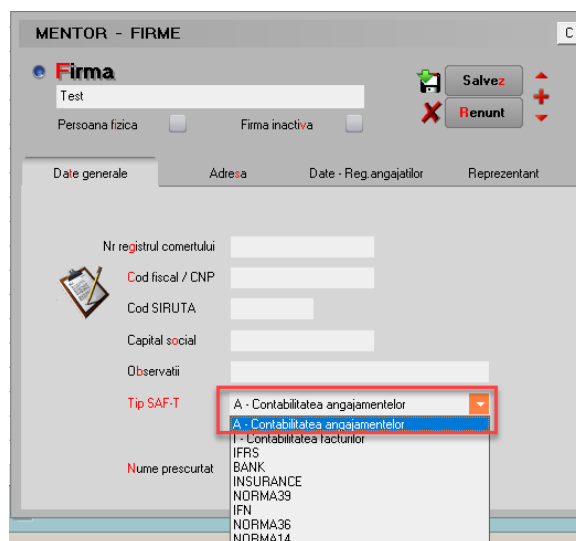 MENTOR - FIRME
C
Firma
Test
Salvez
Renunt
Persoana fizica
Firma inactiva
Date generale
Adresa
Date - Reg.angajatilor
Reprezentant
Nr registrul comertului
Cod fiscal / CNP
Cod SIRUTA
Capital social
Observatii
Tip SAF-T
A - Contabilitatea angajamentelor
A - Contabilitatea angajamentelor
I - Contabilitatea facturilor
IFRS
BANK
INSURANCE
Nume prescurtat
NORMA39
IFN
NORMA36
NORMA14